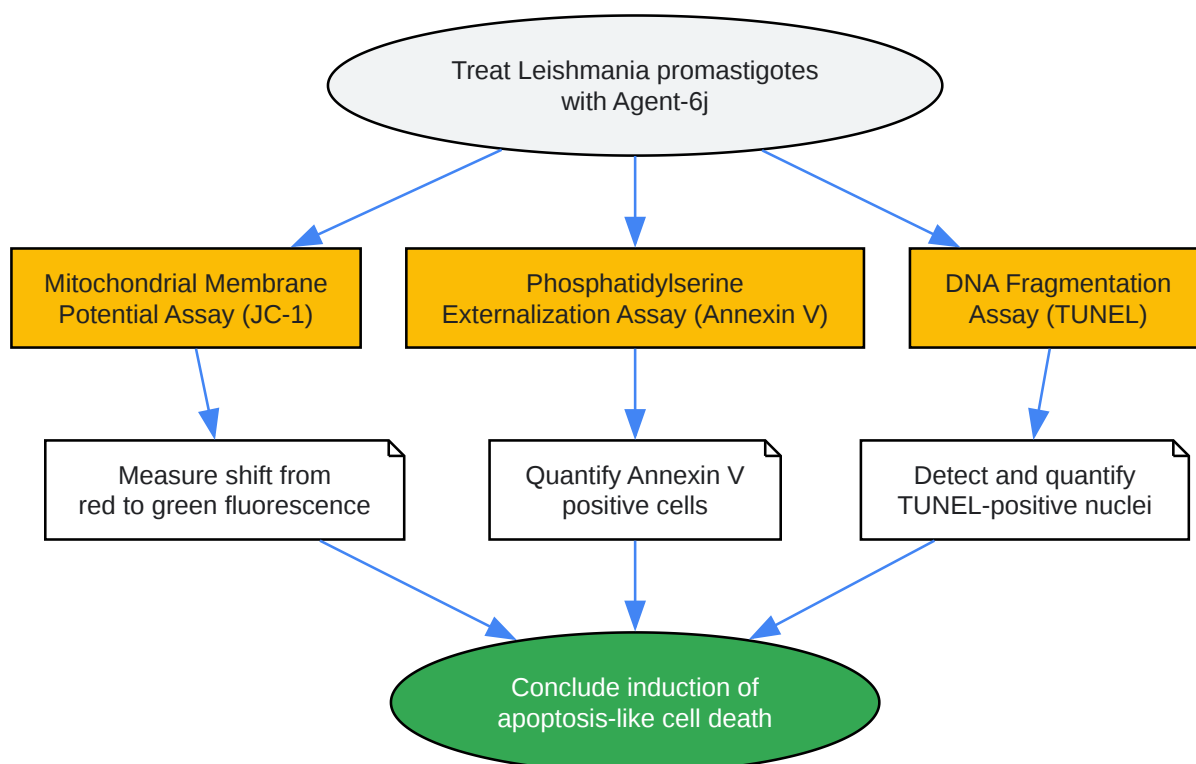 Treat Leishmania promastigotes
with Agent-6j
Mitochondrial Membrane
Potential Assay (JC-1)
Phosphatidylserine
Externalization Assay (Annexin V)
DNA Fragmentation
Assay (TUNEL)
Measure shift from
red to green fluorescence
Quantify Annexin V
positive cells
Detect and quantify
TUNEL-positive nuclei
Conclude induction of
apoptosis-like cell death